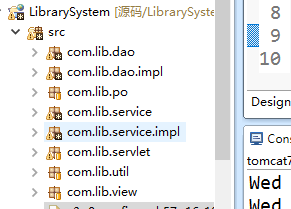 LibrarySystem [源码/LibrarySyste
8
src
9
com.lib.dao
10
com.lib.dao.impl
com.lib.po
com.lib.service
Design
com.lib.service.impl
Cons
com.lib.servlet
tomcat7
com.lib.util
Wed
com.lib.view
Wed